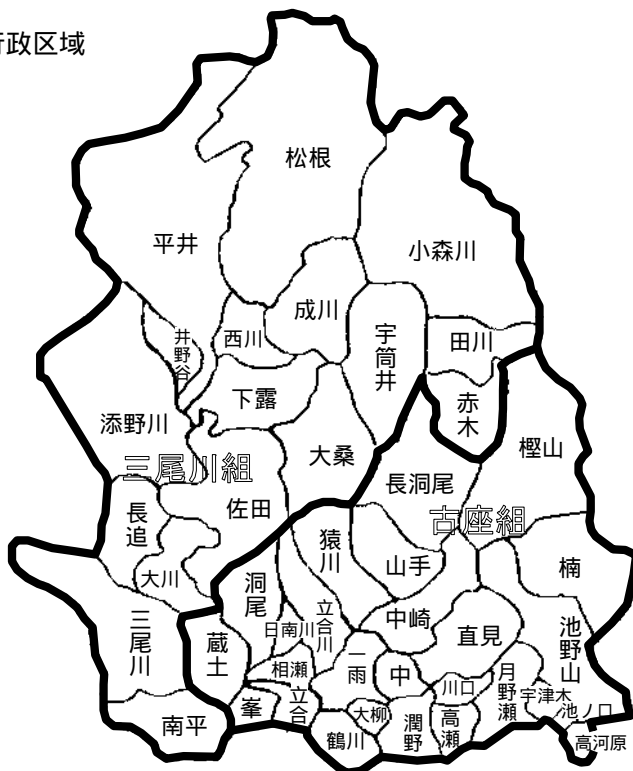 行政区域
松根
平井
小森川
成川
西川
井野谷
宇筒井
田川
下露
赤木
添野川
大桑
樫山
三尾川組
長洞尾
佐田
古座組
長追
猿川
山手
楠
大川
洞尾
立合川
中崎
池野山
三尾川
日南川
直見
蔵土
一雨
相瀬
中
月野瀬
川口
宇津木
池ノ口
峯
立合
大柳
潤野
高瀬
南平
鶴川
高河原